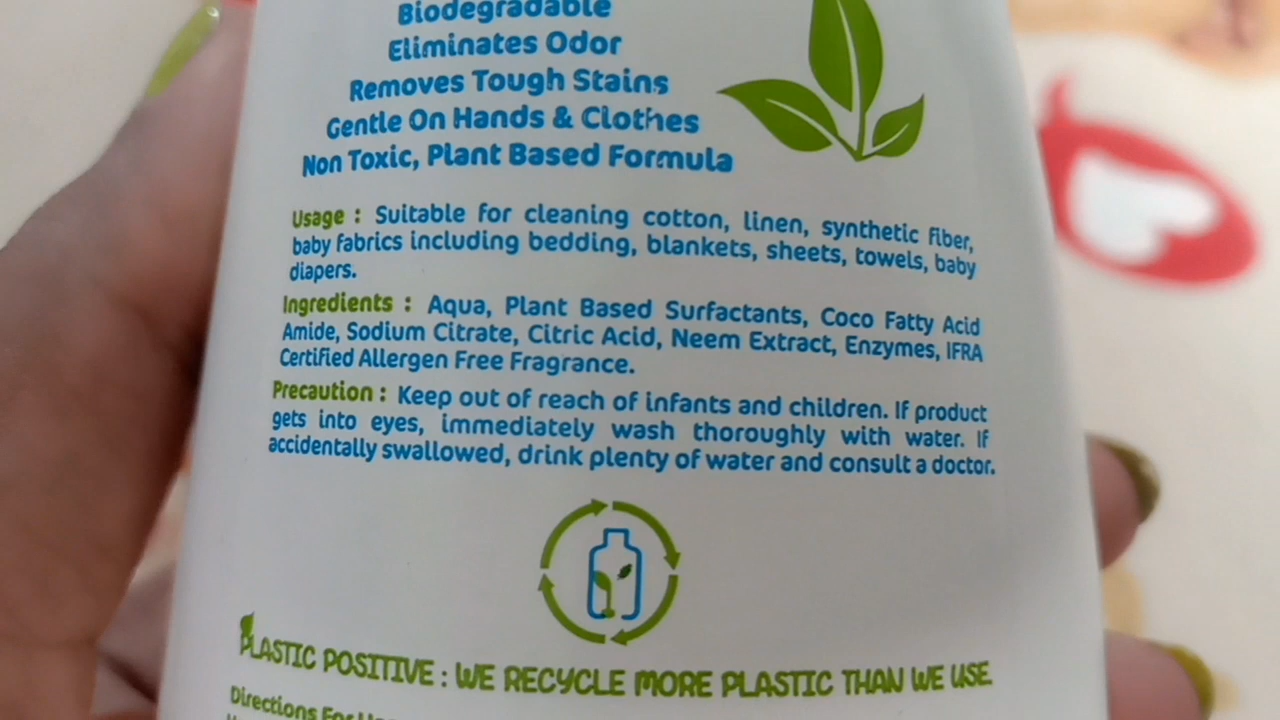 Biodegradable
Eliminates Odor
Removes Tough Stains
Gentle On Hands & Clothes
Non Toxic, Plant Based Formula
Usage : Suitable for cleaning cotton, linen, synthetic fiber,
baby fabrics including bedding, blankets, sheets, towels, baby
diapers.
Ingredients : Aqua, Plant Based Surfactants, Coco Fatty Acid
Amide, Sodium Citrate, Citric Acid, Neem Extract, Enzymes, IFRA
Certified Allergen Free Fragrance.
Precaution : Keep out of reach of infants and children. If product
gets into eyes, immediately wash thoroughly with water. If
accidentally swallowed, drink plenty of water and consult a doctor.
PLASTIC POSITIVE : WE RECYCLE MORE PLASTIC THAN WE USE.
Directions For